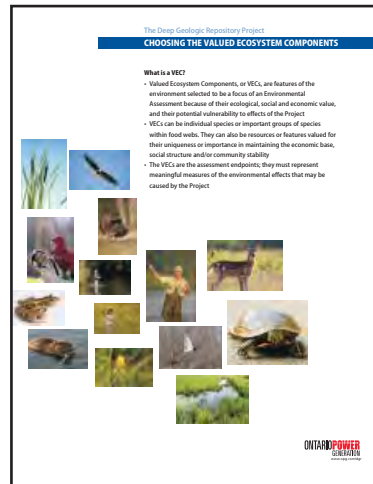 The Deep Geologic Repository Project
CHOOSING THE VALUED ECOSYSTEM COMPONENTS
What is a VEC?
• Valued Ecosystem Components, or VECs, are features of the
environment selected to be a focus of an Environmental
Assessment because of their ecological, social and economic value,
and their potential vulnerability to effects of the Project
• VECs can be individual species or important groups of species
within food webs. They can also be resources or features valued for
their uniqueness or importance in maintaining the economic base,
social structure and/or community stability
• The VECs are the assessment endpoints; they must represent
meaningful measures of the environmental effects that may be
caused by the Project
ONTARIOPOWER
GENERATION